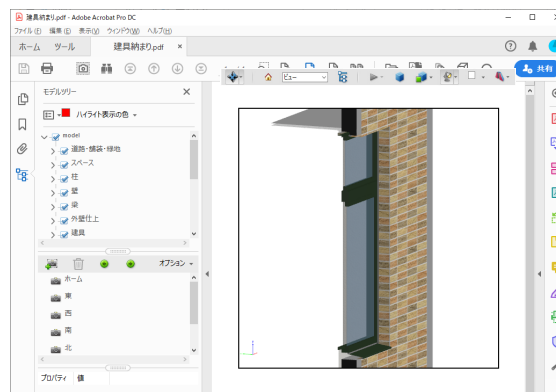 建具納まり.pdf - Adobe Acrobat Pro DC
ファイル(F) 編集(E) 表示(V) ウィンドウ(W) ヘルプ(H)
ホーム ツール 建具納まり.pdf ×
ビュー
共有
モデルツリー
ハイライト表示の色
model
道路・舗装・緑地
スペース
柱
壁
梁
外壁仕上
建具
オプション
ホーム
東
西
南
北
プロパティ 値